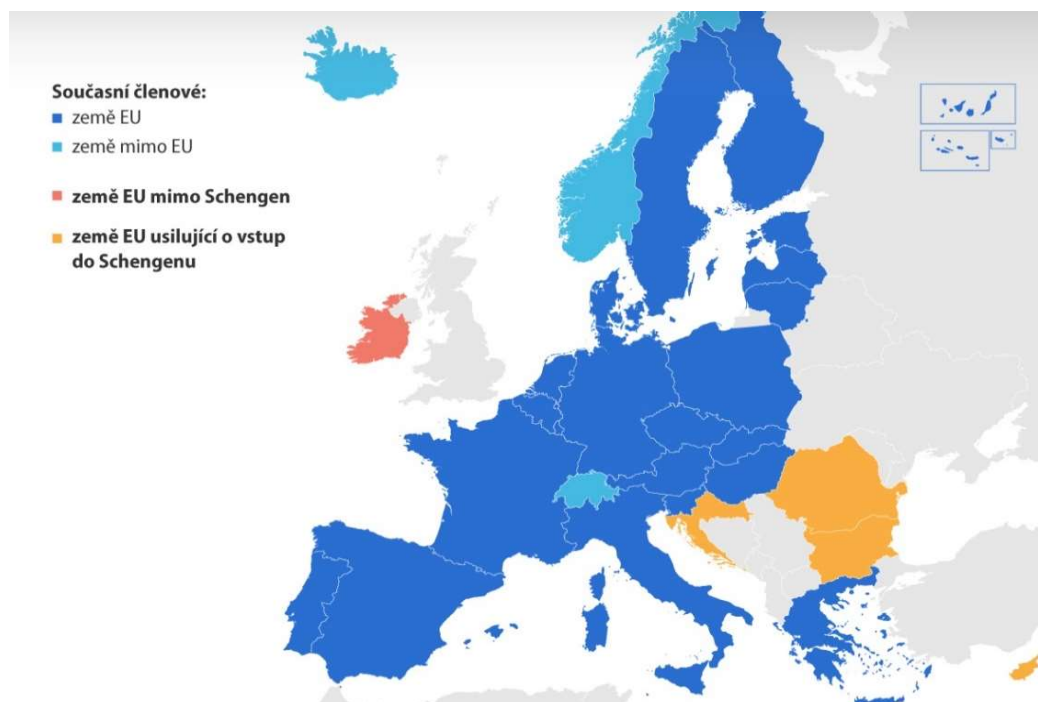 Současní členové:
země EU
země mimo EU
země EU mimo Schengen
země EU usilující o vstup
do Schengenu